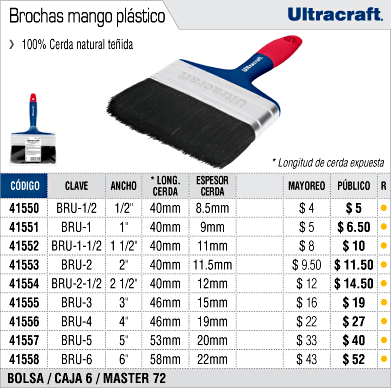 Brochas mango plástico
Ultracraft.
❯ 100% Cerda natural teñida
Ultracraft.
Ultracraft.
* Longitud de cerda expuesta
CÓDIGO CLAVE ANCHO * LONG. CERDA ESPESOR CERDA MAYOREO PÚBLICO R
41550 BRU-1/2 1/2" 40mm 8.5mm $ 4 $ 5 ●
41551 BRU-1 1" 40mm 9mm $ 5 $ 6.50 ●
41552 BRU-1-1/2 1 1/2" 40mm 11mm $ 8 $ 10 ●
41553 BRU-2 2" 40mm 11.5mm $ 9.50 $ 11.50 ●
41554 BRU-2-1/2 2 1/2" 40mm 12mm $ 12 $ 14.50 ●
41555 BRU-3 3" 46mm 15mm $ 16 $ 19 ●
41556 BRU-4 4" 46mm 19mm $ 22 $ 27 ●
41557 BRU-5 5" 53mm 20mm $ 33 $ 40 ●
41558 BRU-6 6" 58mm 22mm $ 43 $ 52 ●
BOLSA / CAJA 6 / MASTER 72